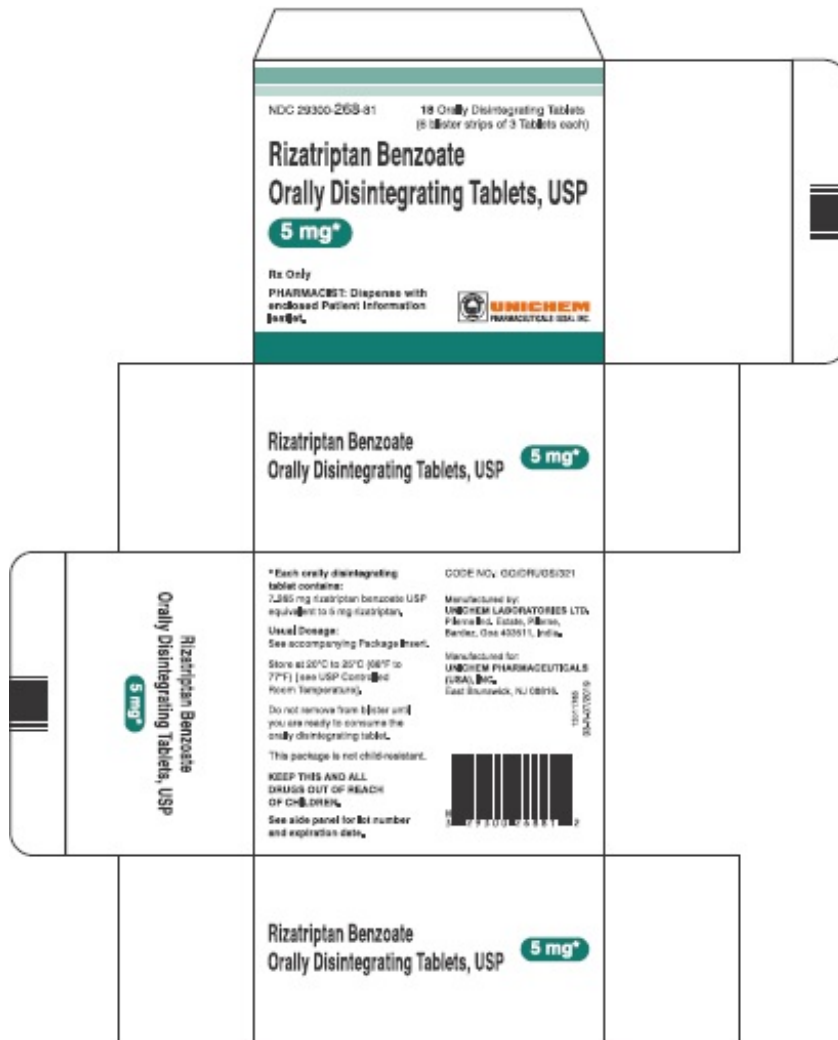 NDC 29300-268-81
18 Orally Disintegrating Tablets
(6 blister strips of 3 Tablets each)
Rizatriptan Benzoate
Orally Disintegrating Tablets, USP
5 mg*
Rx Only
PHARMACIST: Dispense with
enclosed Patient Information
leaflet.
UNICHEM
PHARMACEUTICALS (USA), INC.
Rizatriptan Benzoate
Orally Disintegrating Tablets, USP
5 mg*
Rizatriptan Benzoate
Orally Disintegrating Tablets, USP
5 mg*
*Each orally disintegrating
tablet contains:
7.265 mg rizatriptan benzoate USP
equivalent to 5 mg rizatriptan.
Usual Dosage:
See accompanying Package Insert.
Store at 20°C to 25°C (68°F to
77°F) [see USP Controlled
Room Temperature].
Do not remove from blister until
you are ready to consume the
orally disintegrating tablet.
This package is not child-resistant.
KEEP THIS AND ALL
DRUGS OUT OF REACH
OF CHILDREN.
See side panel for lot number
and expiration date.
CODE NO.: GO/DRUGS/321
Manufactured by:
UNICHEM LABORATORIES LTD.
Pilerne Ind. Estate, Pilerne,
Bardez, Goa 403511, India.
Manufactured for:
UNICHEM PHARMACEUTICALS
(USA), INC.
East Brunswick, NJ 08816.
N
3 29300 26881 2
Rizatriptan Benzoate
Orally Disintegrating Tablets, USP
5 mg*